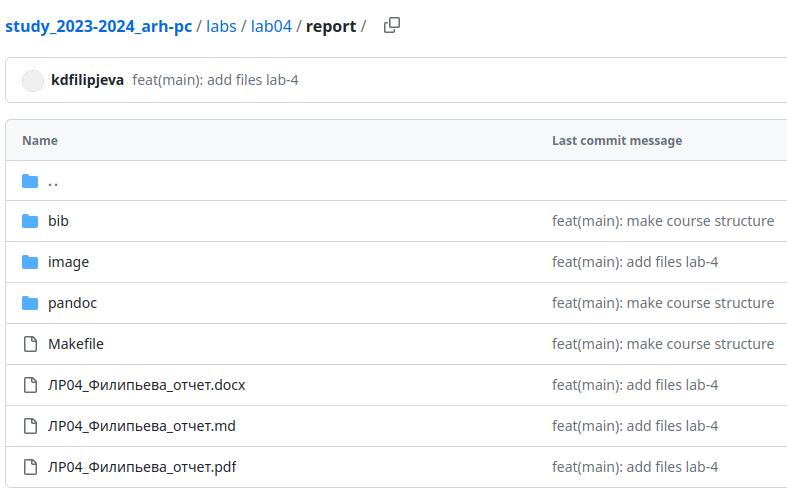 study_2023-2024_arh-pc / labs / lab04 / report /
kdfilipjeva feat(main): add files lab-4
Name Last commit message
..
bib feat(main): make course structure
image feat(main): add files lab-4
pandoc feat(main): make course structure
Makefile feat(main): make course structure
ЛР04_Филипьева_отчет.docx feat(main): add files lab-4
ЛР04_Филипьева_отчет.md feat(main): add files lab-4
ЛР04_Филипьева_отчет.pdf feat(main): add files lab-4